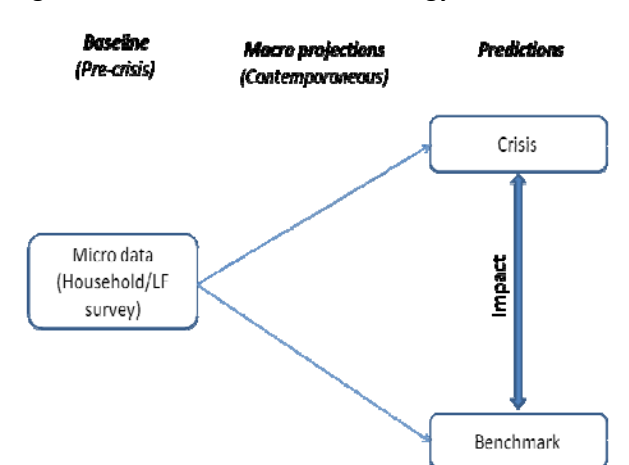 Baseline
(Pre-crisis)
Macro projections
(Contemporaneous)
Predictions
Crisis
Micro data
(Household/LF
survey)
Impact
Benchmark